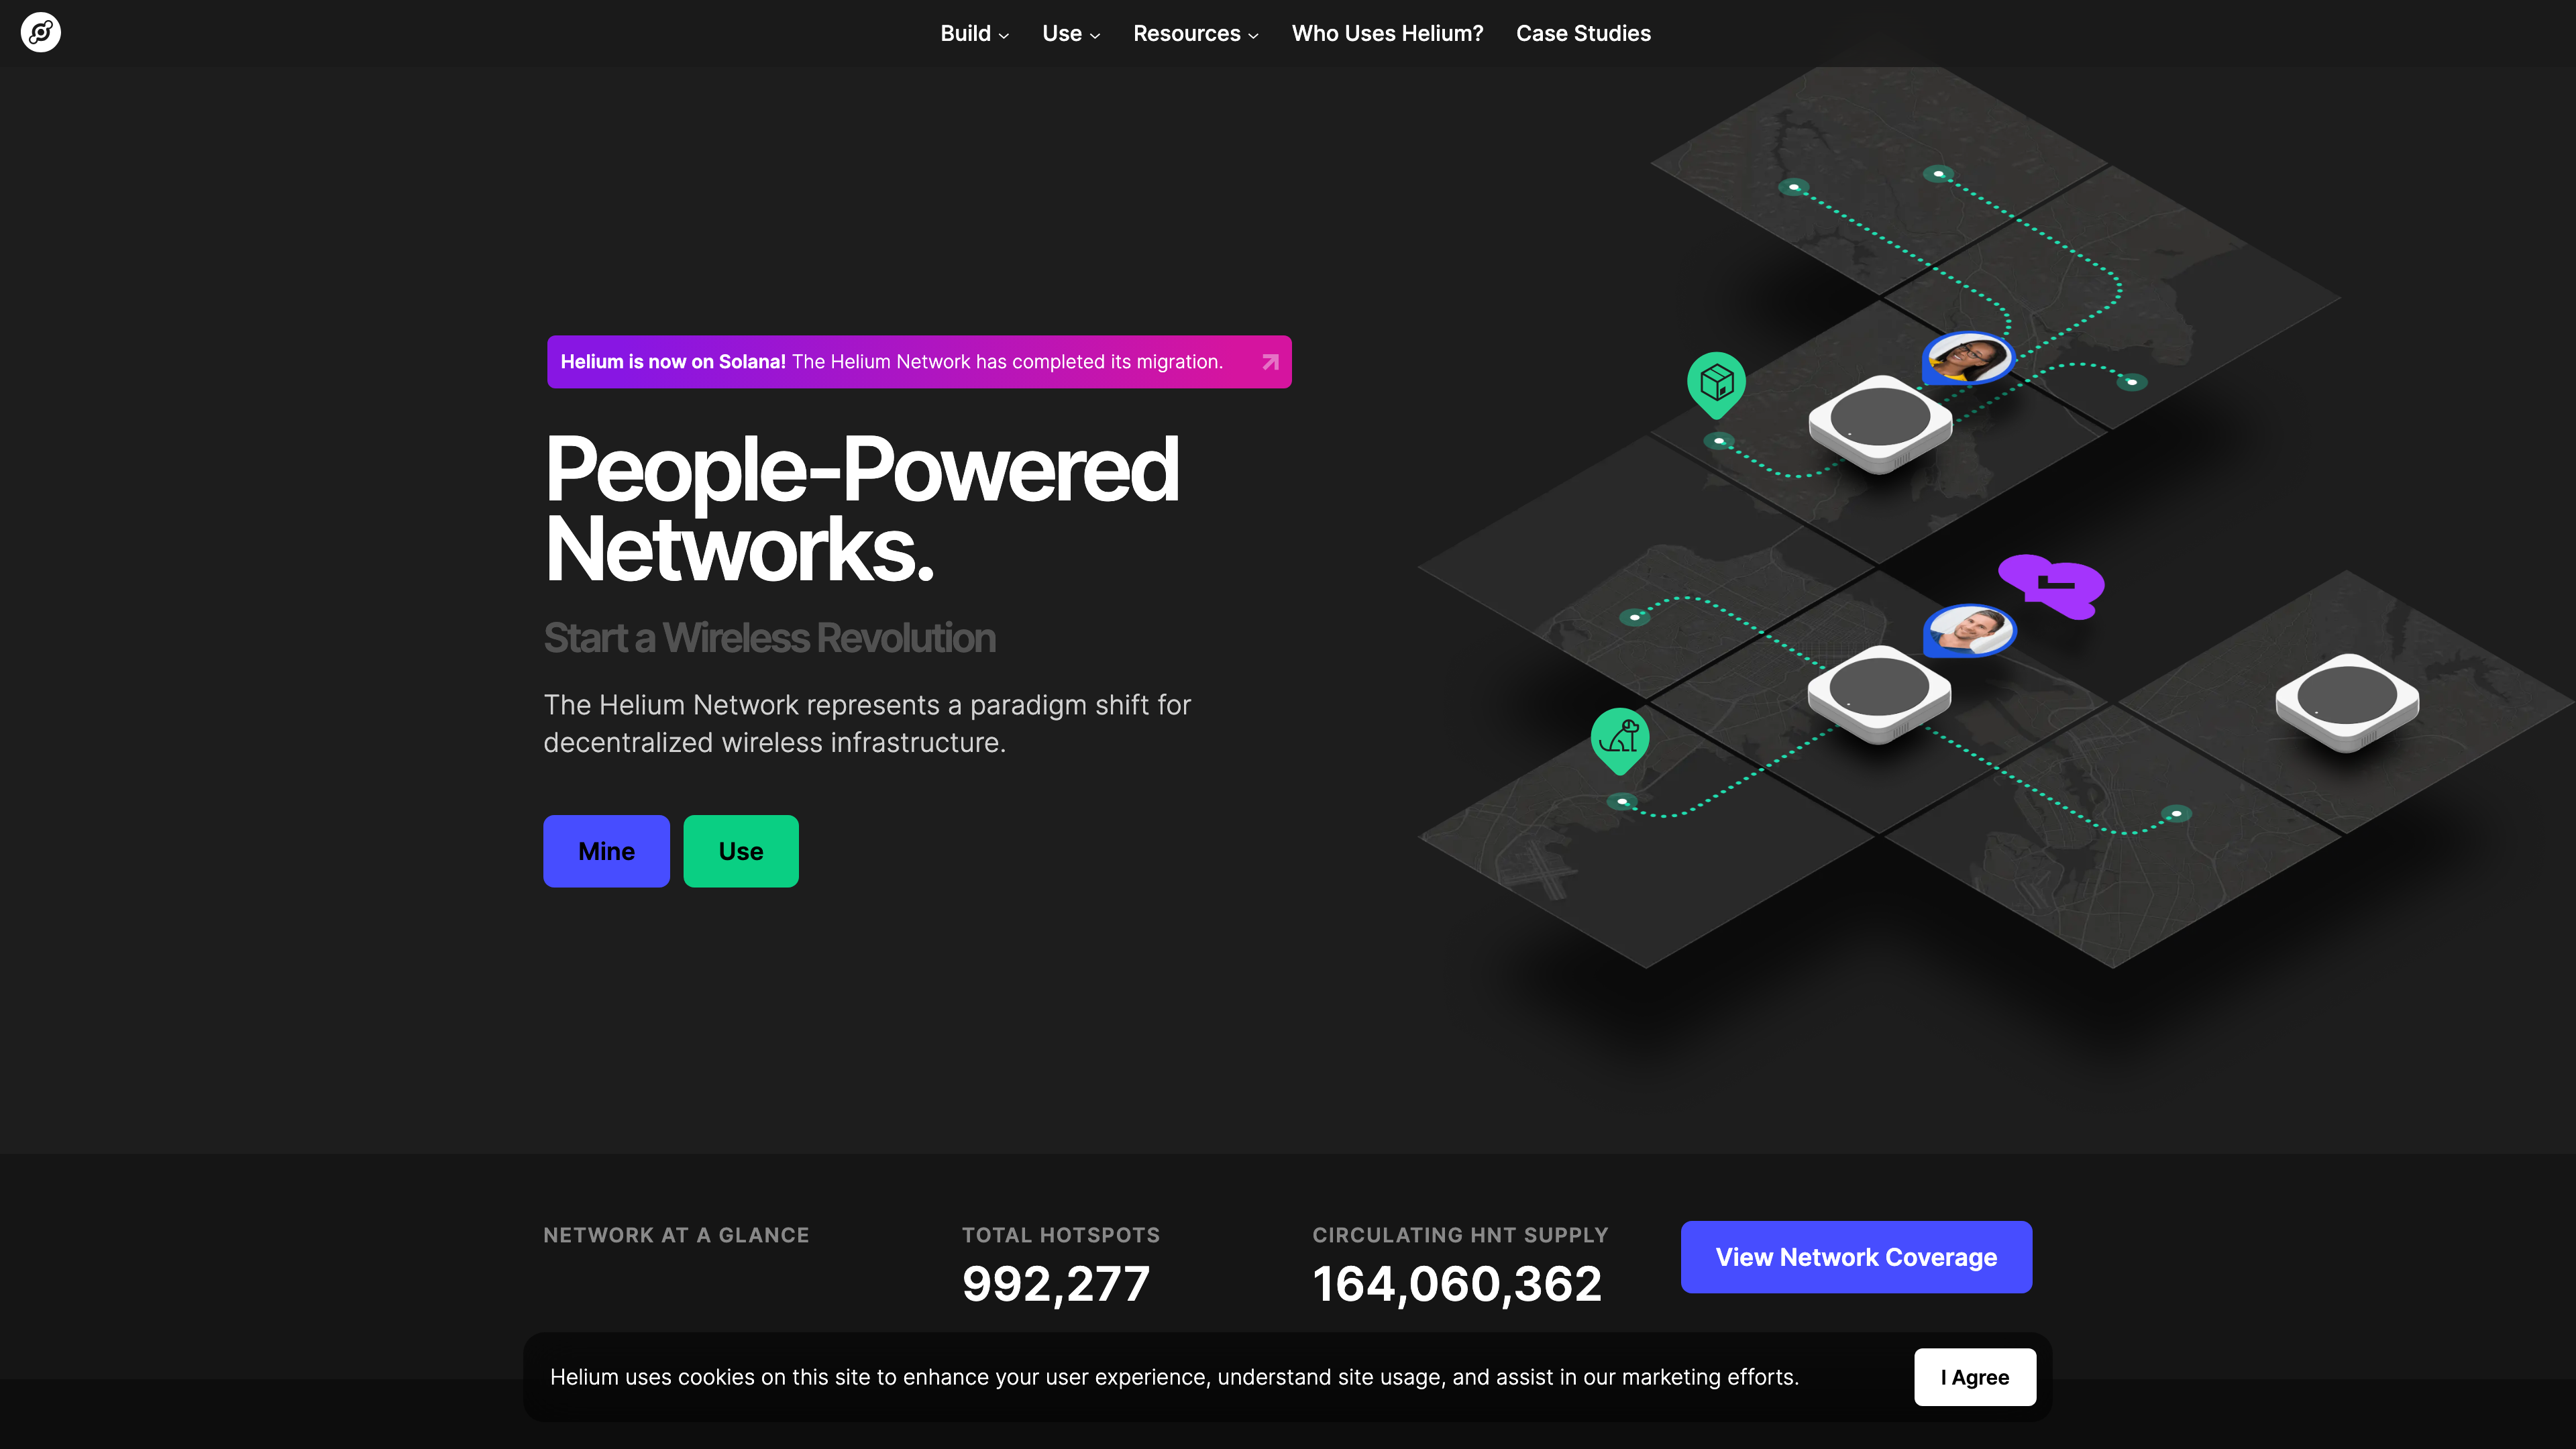 Build
Use
Resources
Who Uses Helium?
Case Studies
Helium is now on Solana! The Helium Network has completed its migration.
People-Powered
Networks.
Start a Wireless Revolution
The Helium Network represents a paradigm shift for
decentralized wireless infrastructure.
Mine
Use
NETWORK AT A GLANCE
TOTAL HOTSPOTS
992,277
CIRCULATING HNT SUPPLY
164,060,362
View Network Coverage
Helium uses cookies on this site to enhance your user experience, understand site usage, and assist in our marketing efforts.
I Agree